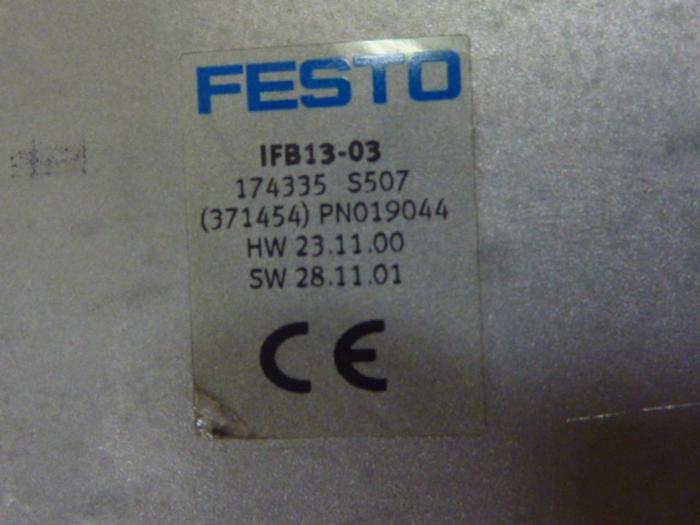 FESTO
IFB13-03
174335 S507
(371454) PN019044
HW 23.11.00
SW 28.11.01
CE